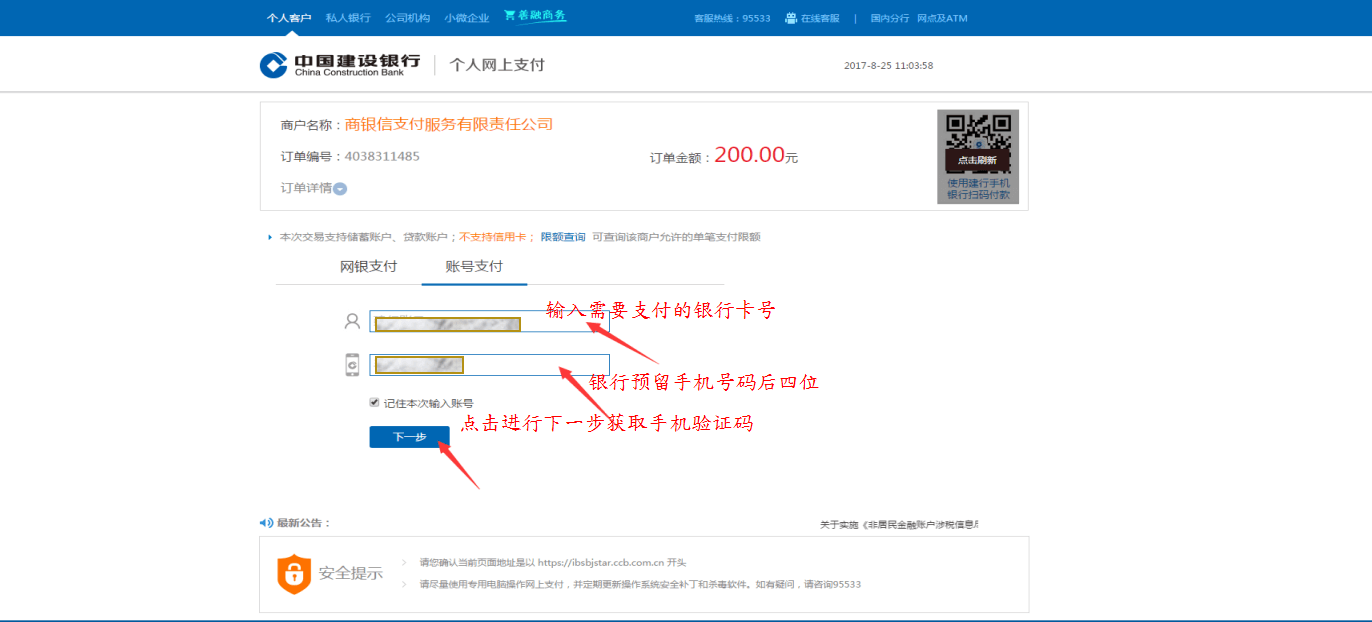 个人客户 私人银行 公司机构 小微企业 善融商务 客服热线：95533 在线客服 | 国内分行 网点及ATM
中国建设银行 个人网上支付
China Construction Bank
2017-8-25 11:03:58
商户名称：商银信支付服务有限责任公司
订单编号：4038311485 订单金额：200.00元
订单详情
点击刷新
使用建行手机
银行扫码付款
本次交易支持储蓄账户、贷款账户；不支持信用卡； 限额查询 可查询该商户允许的单笔支付限额
网银支付 账号支付
输入需要支付的银行卡号
银行预留手机号码后四位
记住本次输入账号
点击进行下一步获取手机验证码
下一步
最新公告： 关于实施《非居民金融账户涉税信息
安全提示
请您确认当前页面地址是以 https://ibsbjstar.ccb.com.cn 开头
请尽量使用专用电脑操作网上支付，并定期更新操作系统安全补丁和杀毒软件。如有疑问，请咨询95533